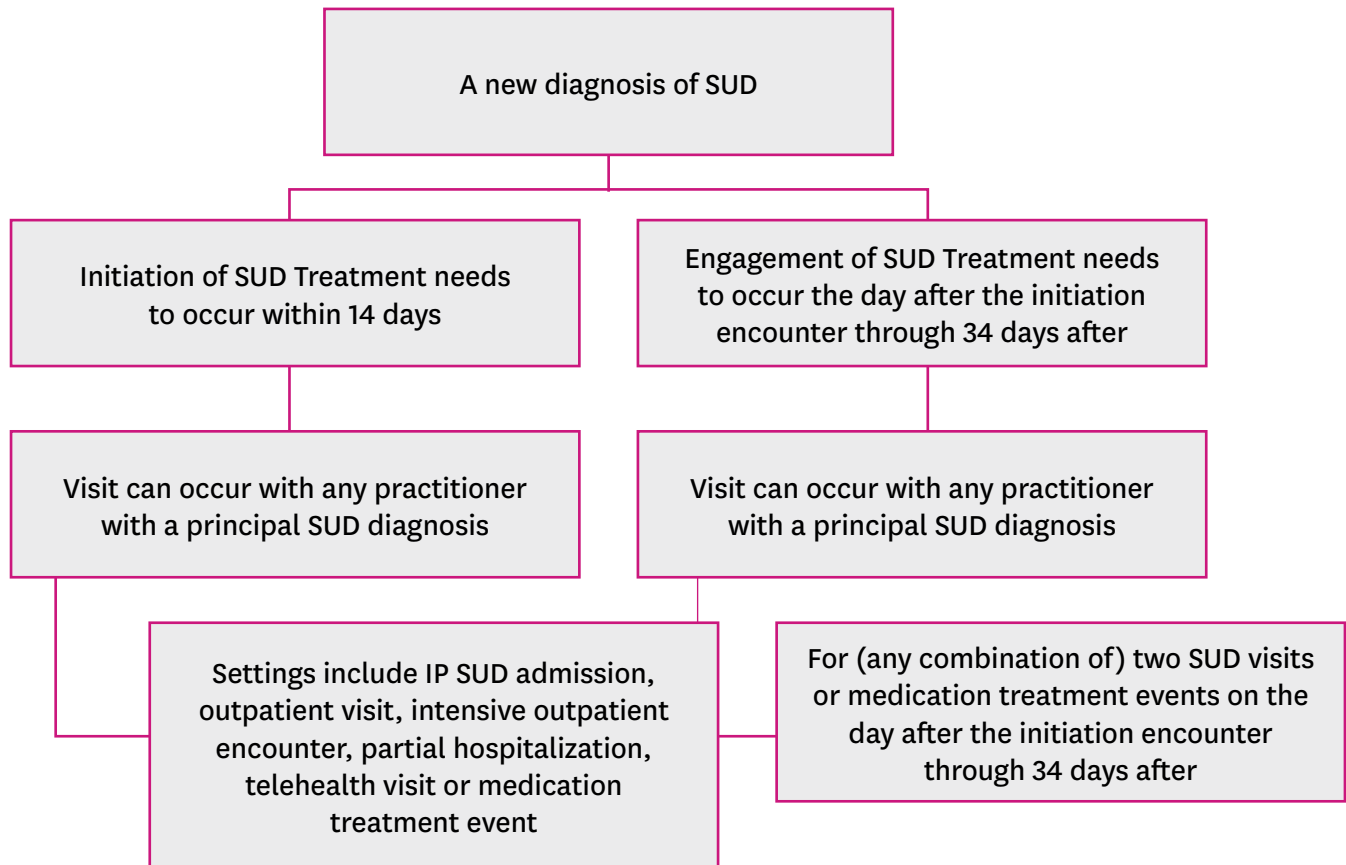 A new diagnosis of SUD
Initiation of SUD Treatment needs
to occur within 14 days
Engagement of SUD Treatment needs
to occur the day after the initiation
encounter through 34 days after
Visit can occur with any practitioner
with a principal SUD diagnosis
Visit can occur with any practitioner
with a principal SUD diagnosis
Settings include IP SUD admission,
outpatient visit, intensive outpatient
encounter, partial hospitalization,
telehealth visit or medication
treatment event
For (any combination of) two SUD visits
or medication treatment events on the
day after the initiation encounter
through 34 days after